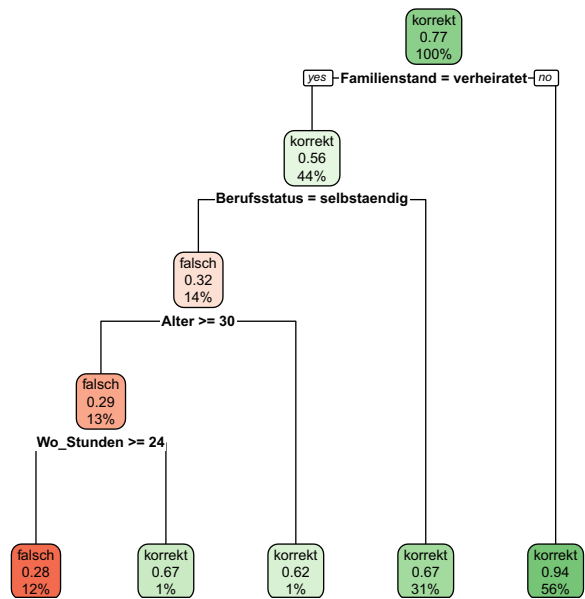 korrekt
0.77
100%
yes Familienstand = verheiratet no
korrekt
0.56
44%
Berufsstatus = selbstaendig
falsch
0.32
14%
Alter >= 30
falsch
0.29
13%
Wo_Stunden >= 24
falsch
0.28
12%
korrekt
0.67
1%
korrekt
0.62
1%
korrekt
0.67
31%
korrekt
0.94
56%